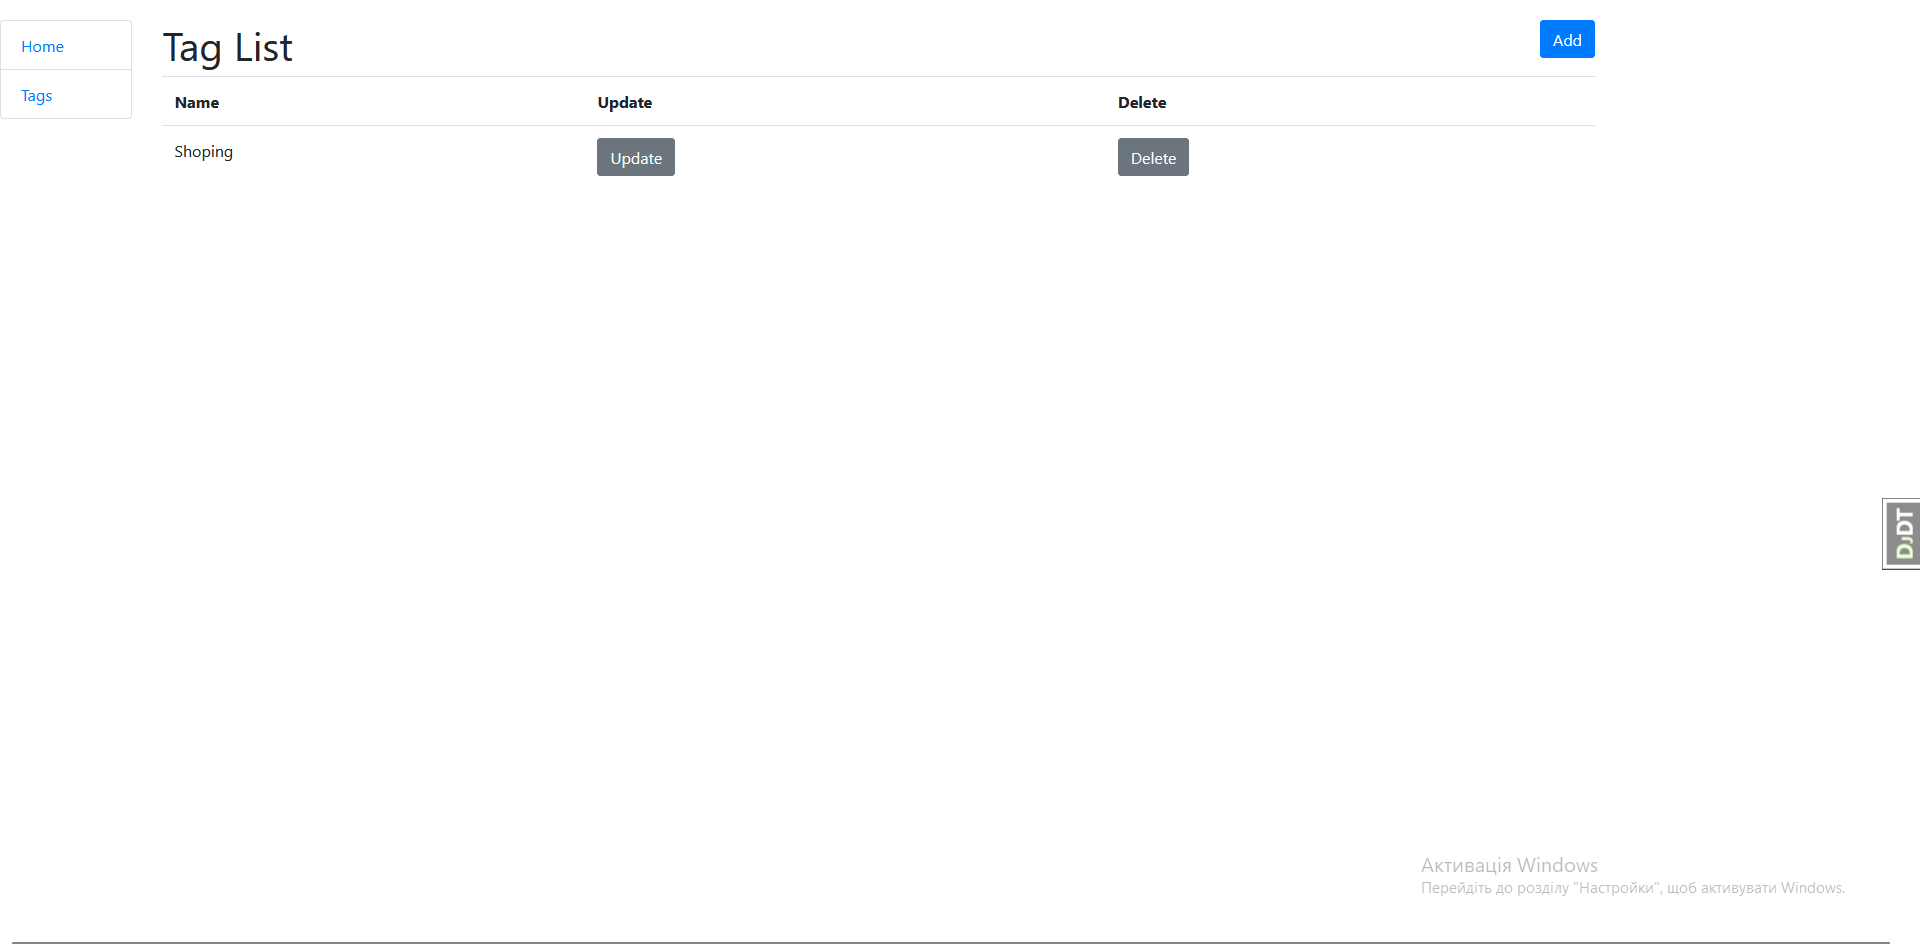 Home
Tags
Tag List
Add
Name Update Delete
Shoping Update Delete
DJDT
Активація Windows
Перейдіть до розділу "Настройки", щоб активувати Windows.